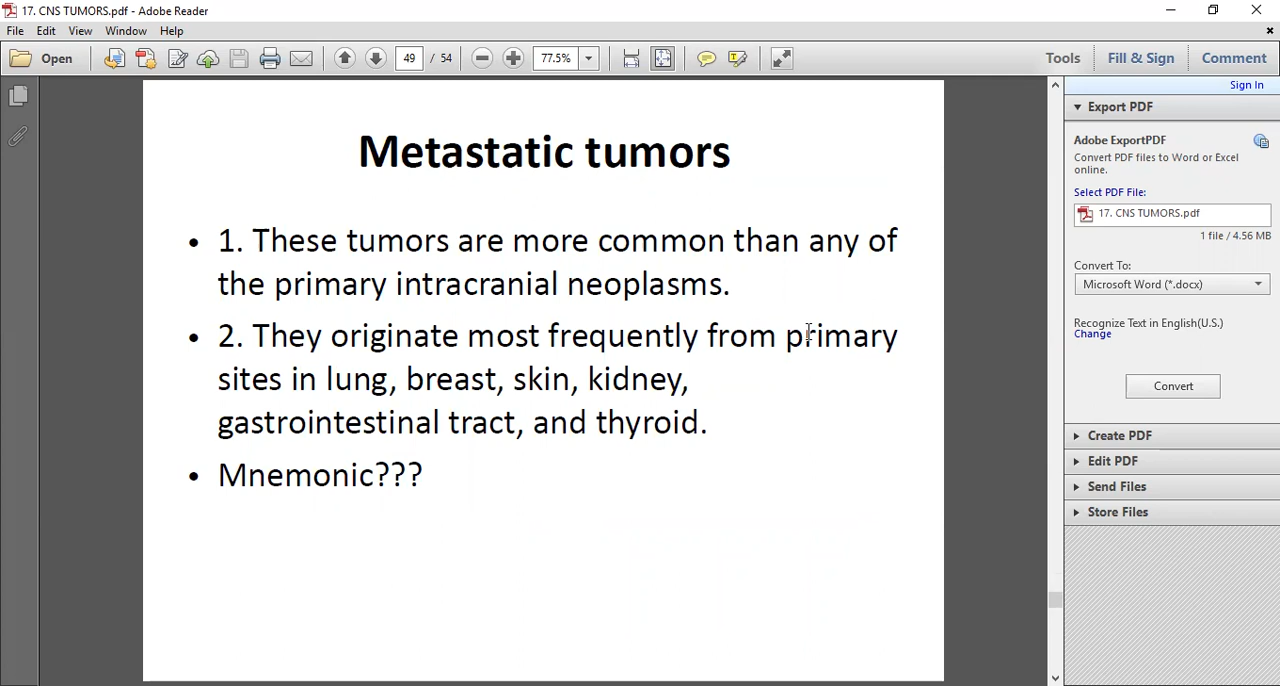 17. CNS TUMORS.pdf - Adobe Reader
File Edit View Window Help
Open 49 / 54 77.5% Tools Fill & Sign Comment
Sign In
Metastatic tumors
• 1. These tumors are more common than any of
the primary intracranial neoplasms.
• 2. They originate most frequently from primary
sites in lung, breast, skin, kidney,
gastrointestinal tract, and thyroid.
• Mnemonic???
Export PDF
Adobe ExportPDF
Convert PDF files to Word or Excel
online.
Select PDF File:
17. CNS TUMORS.pdf
1 file / 4.56 MB
Convert To:
Microsoft Word (*.docx)
Recognize Text in English(U.S.)
Change
Convert
Create PDF
Edit PDF
Send Files
Store Files